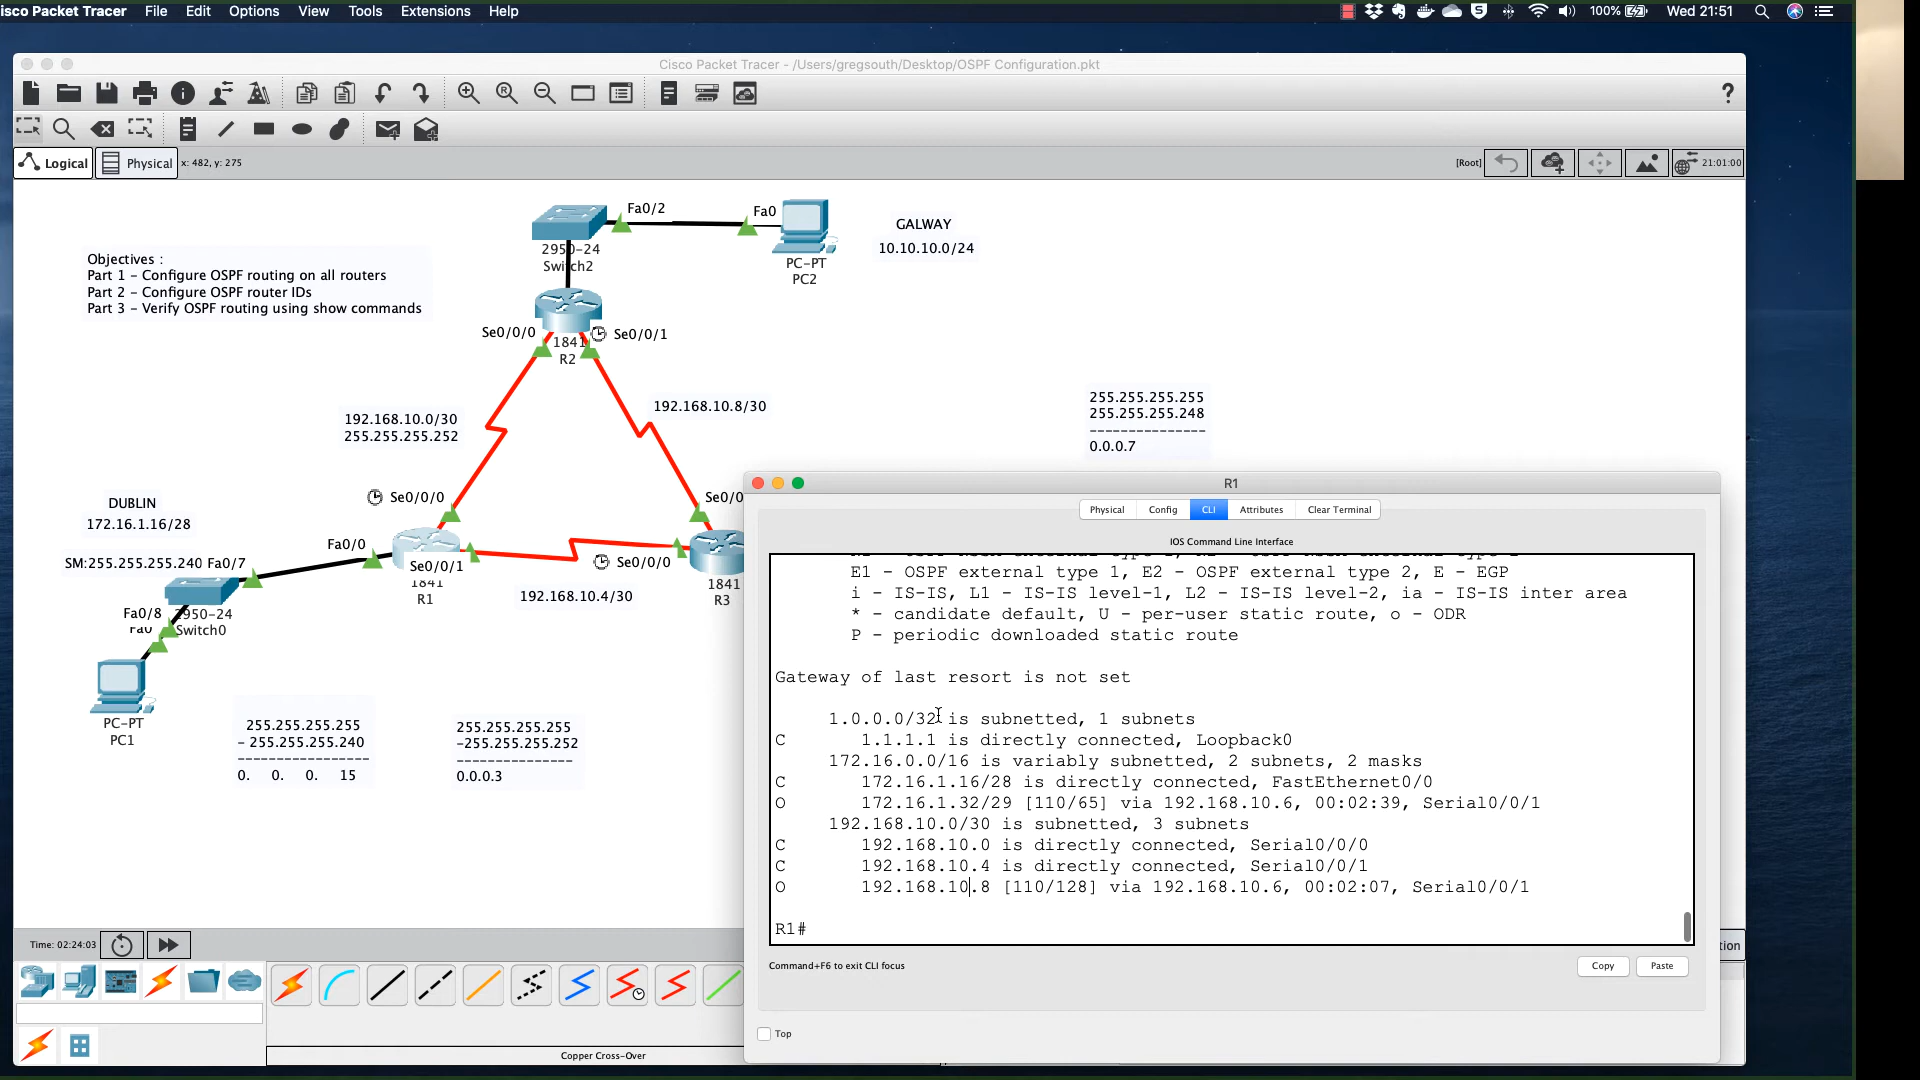 isco Packet Tracer File Edit Options View Tools Extensions Help 100% Wed 21:51
Cisco Packet Tracer - /Users/gregsouth/Desktop/OSPF Configuration.pkt
?
Logical Physical x: 482, y: 275 [Root] 21:01:00
Fa0/2 Fa0
GALWAY
10.10.10.0/24
2950-24
Switch2
PC-PT
PC2
Objectives :
Part 1 - Configure OSPF routing on all routers
Part 2 - Configure OSPF router IDs
Part 3 - Verify OSPF routing using show commands
Se0/0/0 Se0/0/1
1841
R2
192.168.10.0/30
255.255.255.252
192.168.10.8/30
255.255.255.255
255.255.255.248
---------------
0.0.0.7
DUBLIN
172.16.1.16/28
Se0/0/0
Se0/0
Fa0/0
Se0/0/1
Se0/0/0
1841
R1
1841
R3
192.168.10.4/30
SM:255.255.255.240 Fa0/7
Fa0/8
2950-24
Fa0
Switch0
PC-PT
PC1
255.255.255.255
- 255.255.255.240
------------------
0. 0. 0. 15
255.255.255.255
-255.255.255.252
---------------
0.0.0.3
R1
Physical Config CLI Attributes Clear Terminal
IOS Command Line Interface
E1 - OSPF external type 1, E2 - OSPF external type 2, E - EGP
i - IS-IS, L1 - IS-IS level-1, L2 - IS-IS level-2, ia - IS-IS inter area
* - candidate default, U - per-user static route, o - ODR
P - periodic downloaded static route
Gateway of last resort is not set
1.0.0.0/32 is subnetted, 1 subnets
C 1.1.1.1 is directly connected, Loopback0
172.16.0.0/16 is variably subnetted, 2 subnets, 2 masks
C 172.16.1.16/28 is directly connected, FastEthernet0/0
O 172.16.1.32/29 [110/65] via 192.168.10.6, 00:02:39, Serial0/0/1
192.168.10.0/30 is subnetted, 3 subnets
C 192.168.10.0 is directly connected, Serial0/0/0
C 192.168.10.4 is directly connected, Serial0/0/1
O 192.168.10.8 [110/128] via 192.168.10.6, 00:02:07, Serial0/0/1
R1#
Command+F6 to exit CLI focus
Copy Paste
Top
Time: 02:24:03
tion
Copper Cross-Over